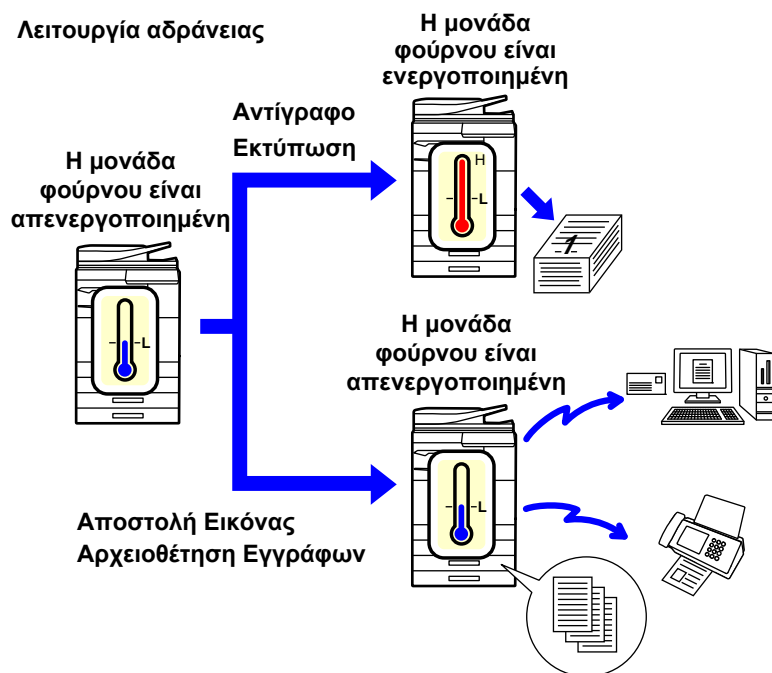 Λειτουργία αδράνειας
Η μονάδα
φούρνου είναι
ενεργοποιημένη
Αντίγραφο
Εκτύπωση
H
L
1
Η μονάδα
φούρνου είναι
απενεργοποιημένη
L
Η μονάδα
φούρνου είναι
απενεργοποιημένη
L
Αποστολή Εικόνας
Αρχειοθέτηση Εγγράφων